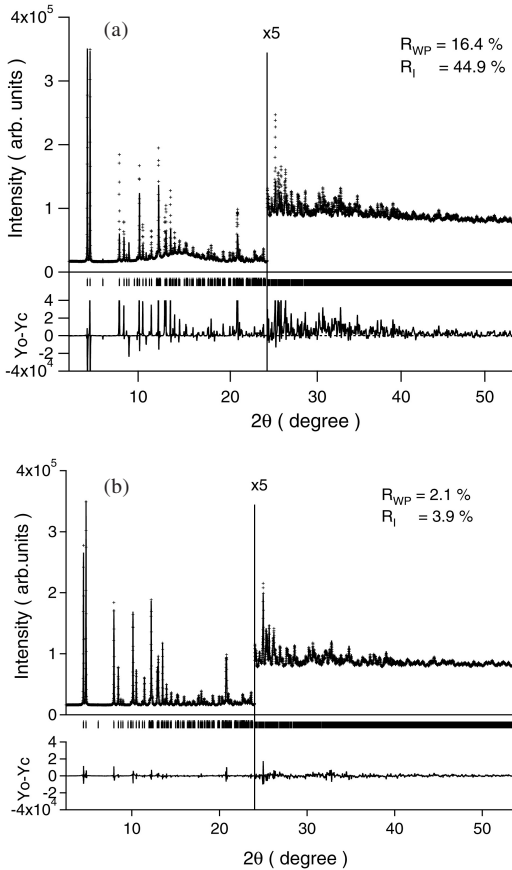 (a)
4x10^5
x5
R_WP = 16.4 %
R_I = 44.9 %
3
2
1
0
Intensity ( arb. units )
4
2
0
-2
-4x10^4
Yo-Yc
10 20 30 40 50
2θ ( degree )
(b)
4x10^5
x5
R_WP = 2.1 %
R_I = 3.9 %
3
2
1
0
Intensity ( arb.units )
4
2
0
-2
-4x10^4
Yo-Yc
10 20 30 40 50
2θ ( degree )